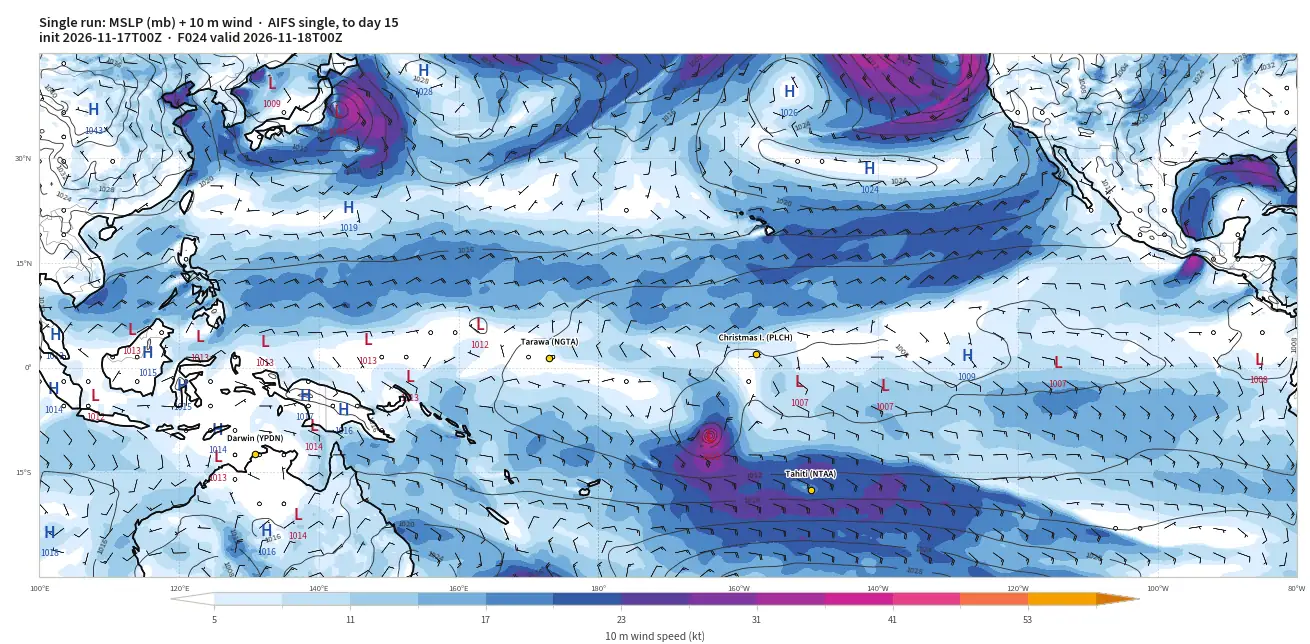 Single run: MSLP (mb) + 10 m wind · AIFS single, to day 15
init 2026-11-17T00Z · F024 valid 2026-11-18T00Z
H
1028
L
1009
H
1043
H
1026
H
1024
H
1019
L
1012
L
1013
L
1013
L
1013
L
1013
H
1015
H
1014
H
1009
L
1007
L
1007
L
1007
L
1008
H
1014
L
1013
L
1014
L
1014
H
1016
Tarawa (NGTA)
Christmas I. (PLCH)
Darwin (YPDN)
Tahiti (NTAA)
30°N
15°N
0°
15°S
100°E 120°E 140°E 160°E 180° 160°W 140°W 120°W 100°W 80°W
5 11 17 23 31 41 53
10 m wind speed (kt)